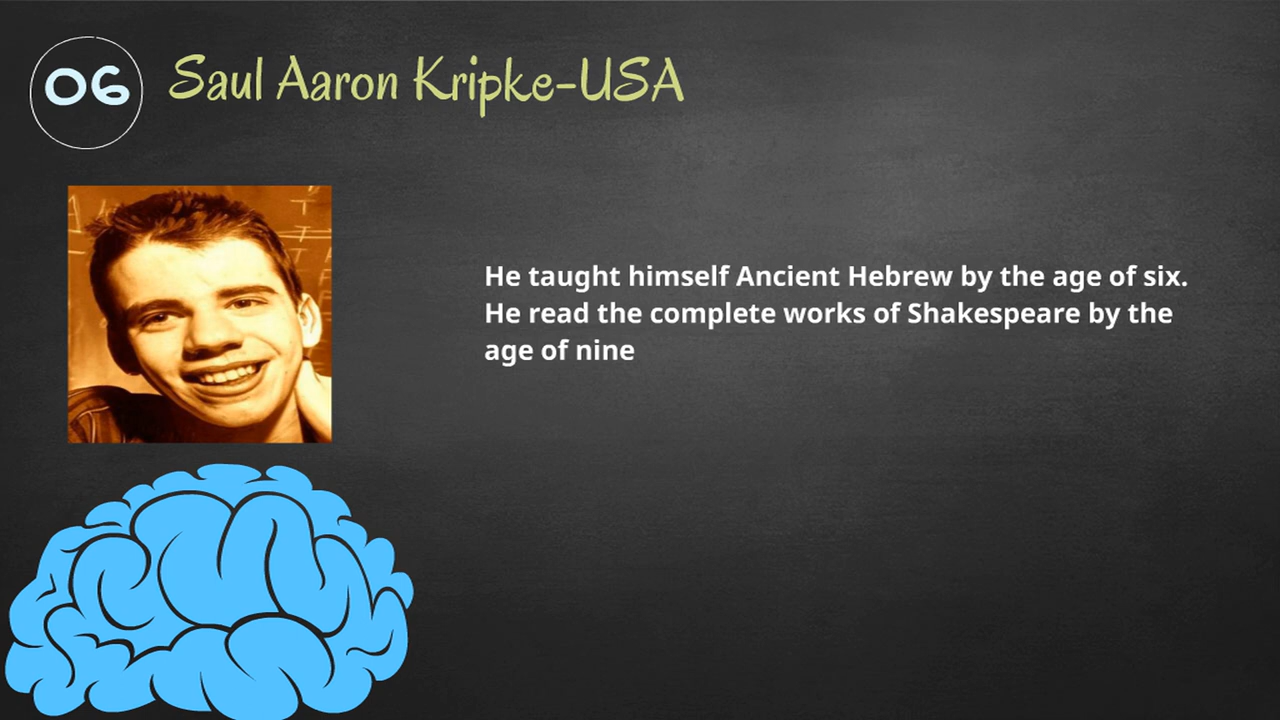 06
Saul Aaron Kripke-USA
He taught himself Ancient Hebrew by the age of six.
He read the complete works of Shakespeare by the
age of nine